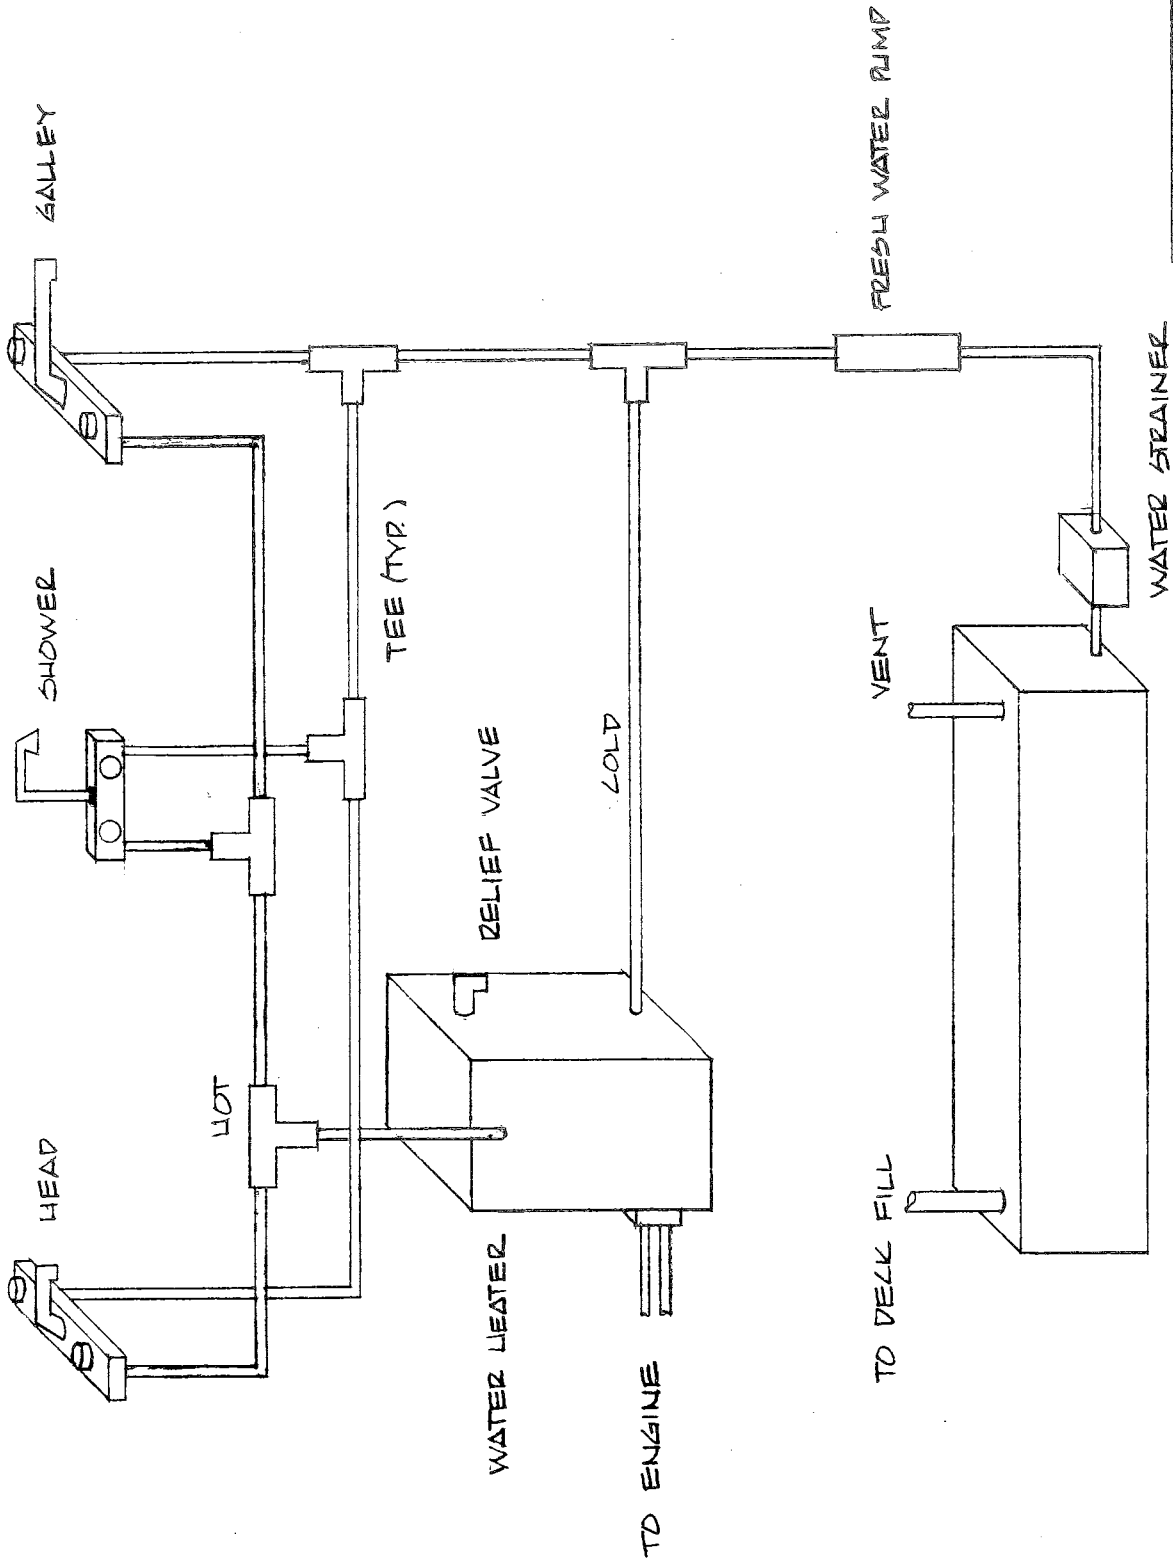 HEAD
SHOWER
GALLEY
HOT
TEE (TYP.)
WATER HEATER
RELIEF VALVE
COLD
TO ENGINE
FRESH WATER PUMP
TO DECK FILL
VENT
WATER STRAINER